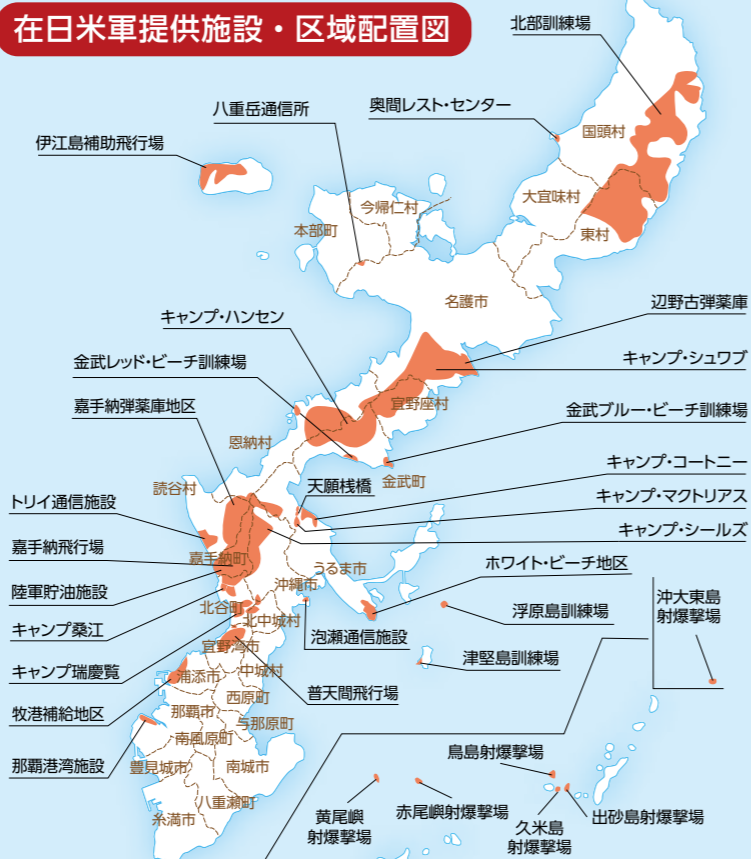 在日米軍提供施設・区域配置図
北部訓練場
奥間レスト・センター
八重岳通信所
伊江島補助飛行場
国頭村
大宜味村
東村
今帰仁村
本部町
名護市
辺野古弾薬庫
キャンプ・ハンセン
キャンプ・シュワブ
金武レッド・ビーチ訓練場
嘉手納弾薬庫地区
宜野座村
金武ブルー・ビーチ訓練場
恩納村
金武町
キャンプ・コートニー
読谷村
天願桟橋
キャンプ・マクトリアス
トリイ通信施設
キャンプ・シールズ
嘉手納飛行場
嘉手納町
うるま市
ホワイト・ビーチ地区
陸軍貯油施設
沖縄市
沖大東島
射爆撃場
北谷町
浮原島訓練場
キャンプ桑江
北中城村
泡瀬通信施設
宜野湾市
津堅島訓練場
キャンプ瑞慶覧
中城村
浦添市
普天間飛行場
西原町
牧港補給地区
那覇市
与那原町
那覇港湾施設
南風原町
鳥島射爆撃場
豊見城市
南城市
八重瀬町
糸満市
黄尾嶼
射爆撃場
赤尾嶼射爆撃場
久米島
射爆撃場
出砂島射爆撃場